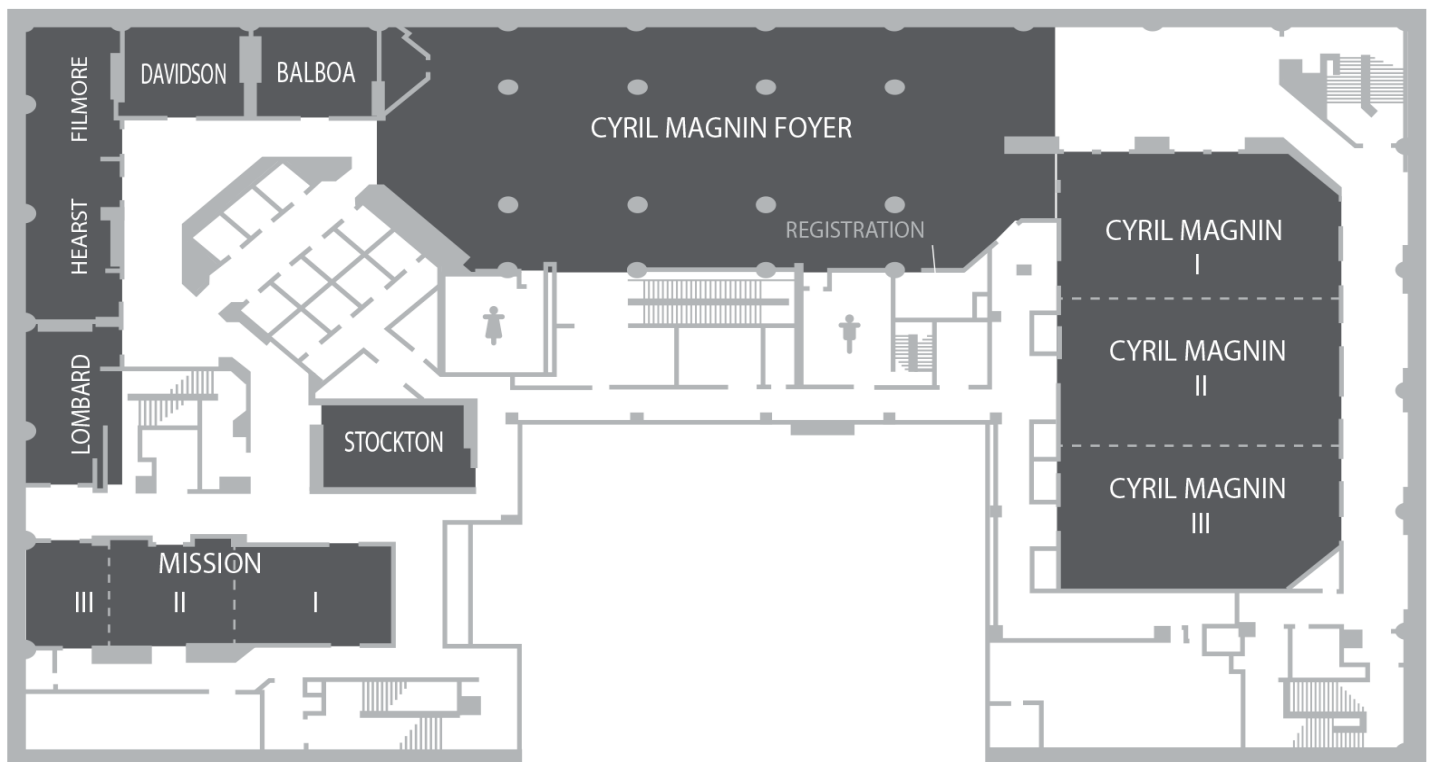 FILMORE
DAVIDSON
BALBOA
CYRIL MAGNIN FOYER
HEARST
REGISTRATION
CYRIL MAGNIN
I
CYRIL MAGNIN
II
LOMBARD
STOCKTON
CYRIL MAGNIN
III
MISSION
III
II
I